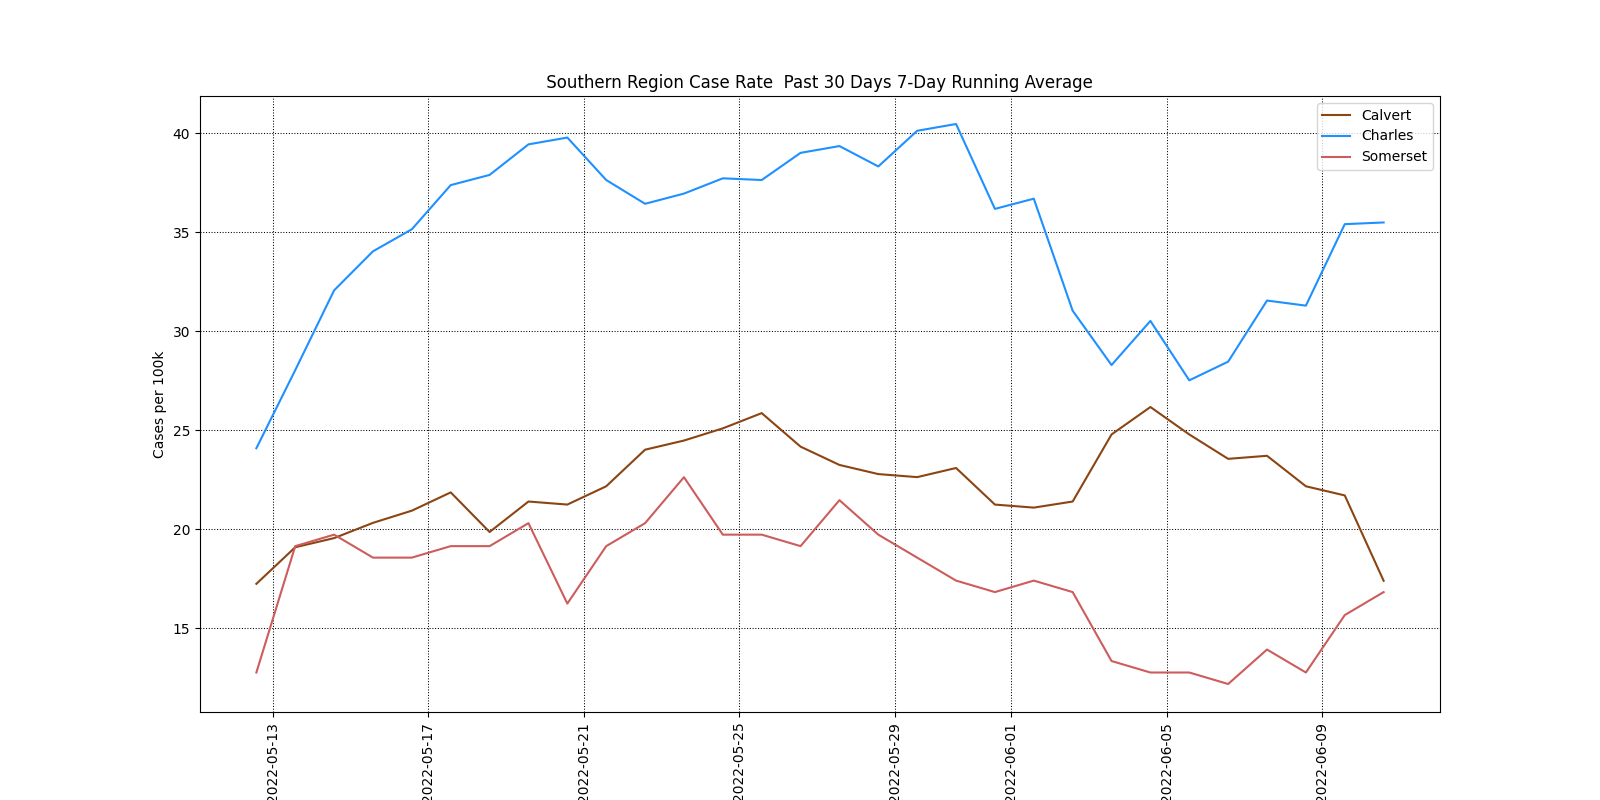 Southern Region Case Rate  Past 30 Days 7-Day Running Average
Calvert
Charles
Somerset
Cases per 100k
40
35
30
25
20
15
2022-05-13
2022-05-17
2022-05-21
2022-05-25
2022-05-29
2022-06-01
2022-06-05
2022-06-09